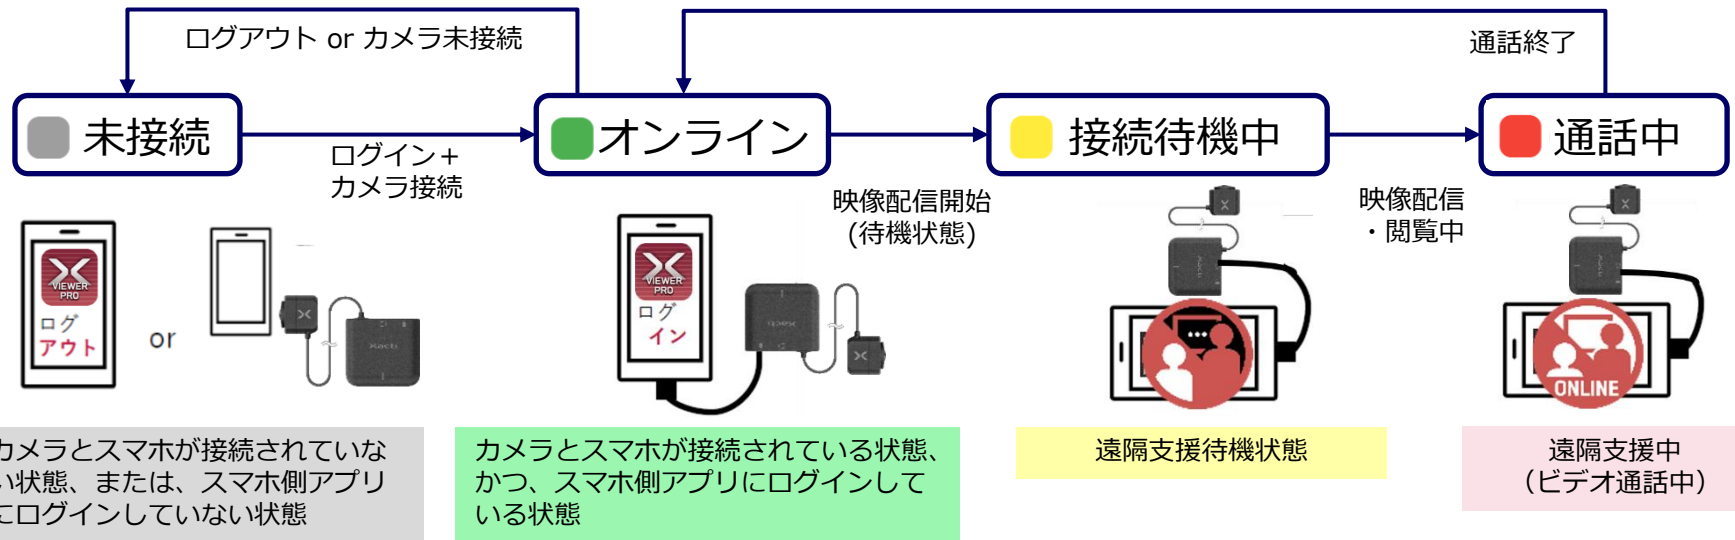 ログアウト or カメラ未接続
通話終了
未接続
オンライン
接続待機中
通話中
ログイン＋
カメラ接続
映像配信開始
(待機状態)
映像配信
・閲覧中
X
VIEWER
PRO
ログ
アウト
or
Xacti
X
VIEWER
PRO
ログ
イン
Xacti
ONLINE
カメラとスマホが接続されていな
い状態、または、スマホ側アプリ
にログインしていない状態
カメラとスマホが接続されている状態、
かつ、スマホ側アプリにログインして
いる状態
遠隔支援待機状態
遠隔支援中
（ビデオ通話中）